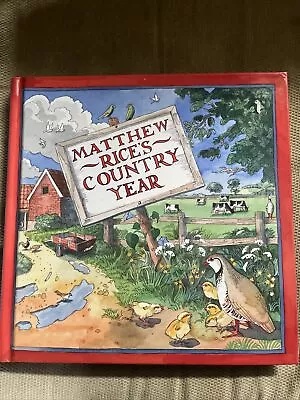 MATTHEW
~RICE'S~
COUNTRY
YEAR